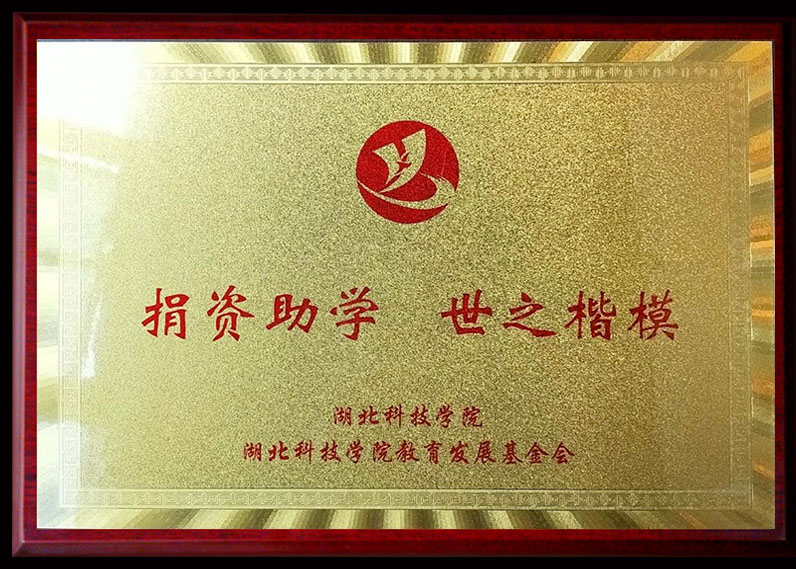 捐资助学 世之楷模
湖北科技学院
湖北科技学院教育发展基金会